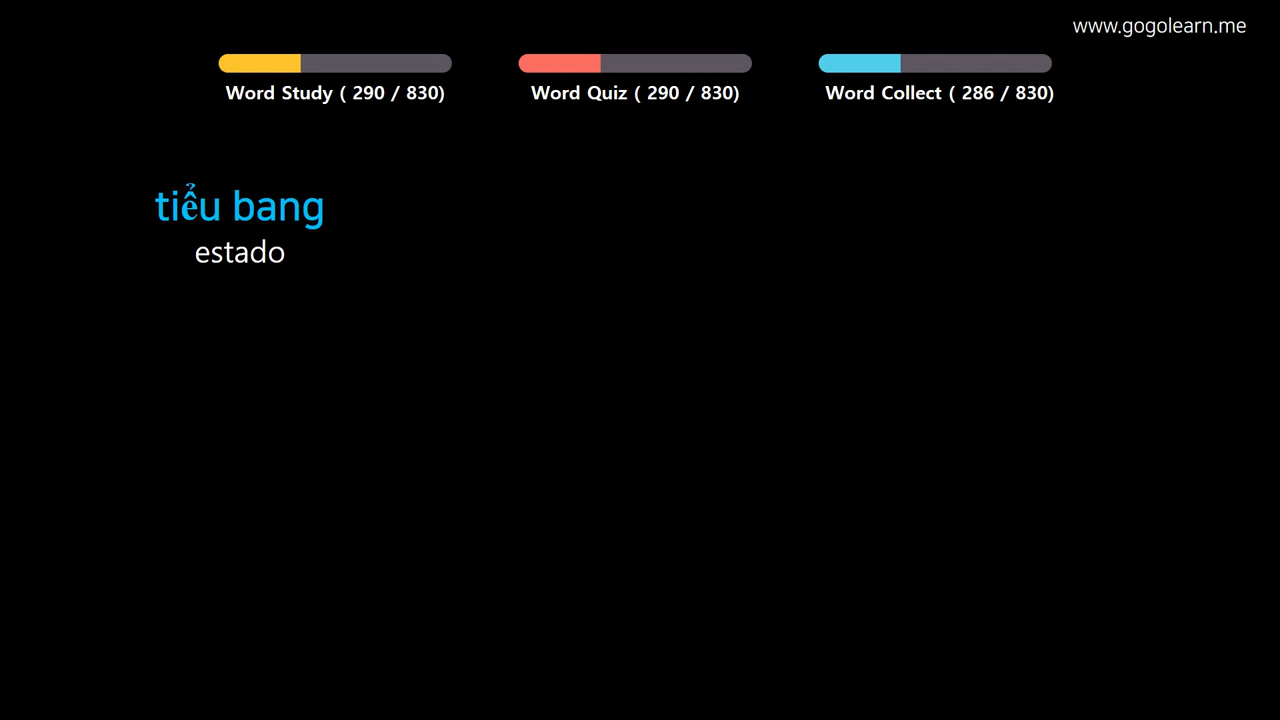 www.gogolearn.me
Word Study ( 290 / 830)
Word Quiz ( 290 / 830)
Word Collect ( 286 / 830)
tiểu bang
estado